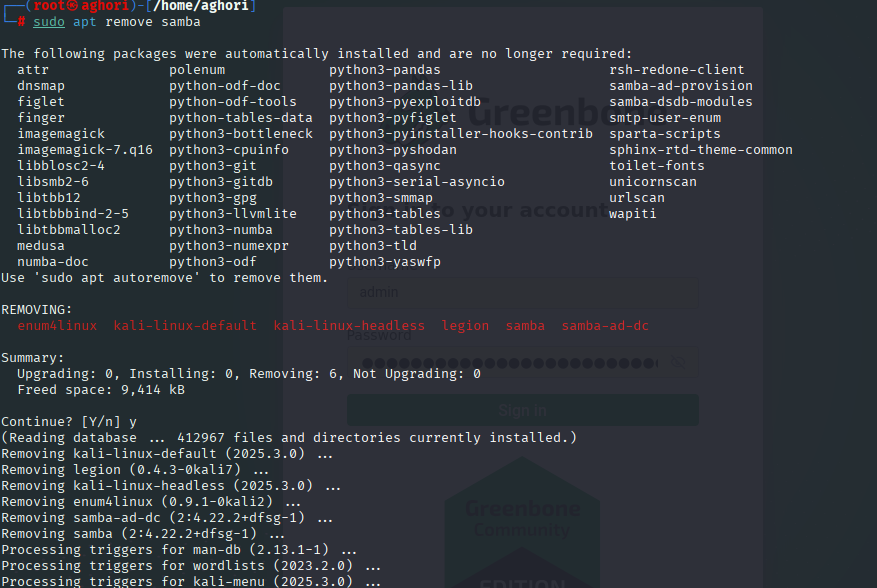 ┌──(root㉿aghori)-[/home/aghori]
└─# sudo apt remove samba
The following packages were automatically installed and are no longer required:
attr polenum python3-pandas rsh-redone-client
dnsmap python-odf-doc python3-pandas-lib samba-ad-provision
figlet python-odf-tools python3-pyexploitdb samba-dsdb-modules
finger python-tables-data python3-pyfiglet smtp-user-enum
imagemagick python3-bottleneck python3-pyinstaller-hooks-contrib sparta-scripts
imagemagick-7.q16 python3-cpuinfo python3-pyshodan sphinx-rtd-theme-common
libblosc2-4 python3-git python3-qasync toilet-fonts
libsmb2-6 python3-gitdb python3-serial-asyncio unicornscan
libtbb12 python3-gpg python3-smmap urlscan
libtbbbind-2-5 python3-llvmlite python3-tables wapiti
libtbbmalloc2 python3-numba python3-tables-lib
medusa python3-numexpr python3-tld
numba-doc python3-odf python3-yaswfp
Use 'sudo apt autoremove' to remove them.
REMOVING:
enum4linux kali-linux-default kali-linux-headless legion samba samba-ad-dc
Summary:
Upgrading: 0, Installing: 0, Removing: 6, Not Upgrading: 0
Freed space: 9,414 kB
Continue? [Y/n] y
(Reading database ... 412967 files and directories currently installed.)
Removing kali-linux-default (2025.3.0) ...
Removing legion (0.4.3-0kali7) ...
Removing kali-linux-headless (2025.3.0) ...
Removing enum4linux (0.9.1-0kali2) ...
Removing samba-ad-dc (2:4.22.2+dfsg-1) ...
Removing samba (2:4.22.2+dfsg-1) ...
Processing triggers for man-db (2.13.1-1) ...
Processing triggers for wordlists (2023.2.0) ...
Processing triggers for kali-menu (2025.3.0) ...
Greenbone
to your account
admin
Password
Sign in
Greenbone
Community
EDITION